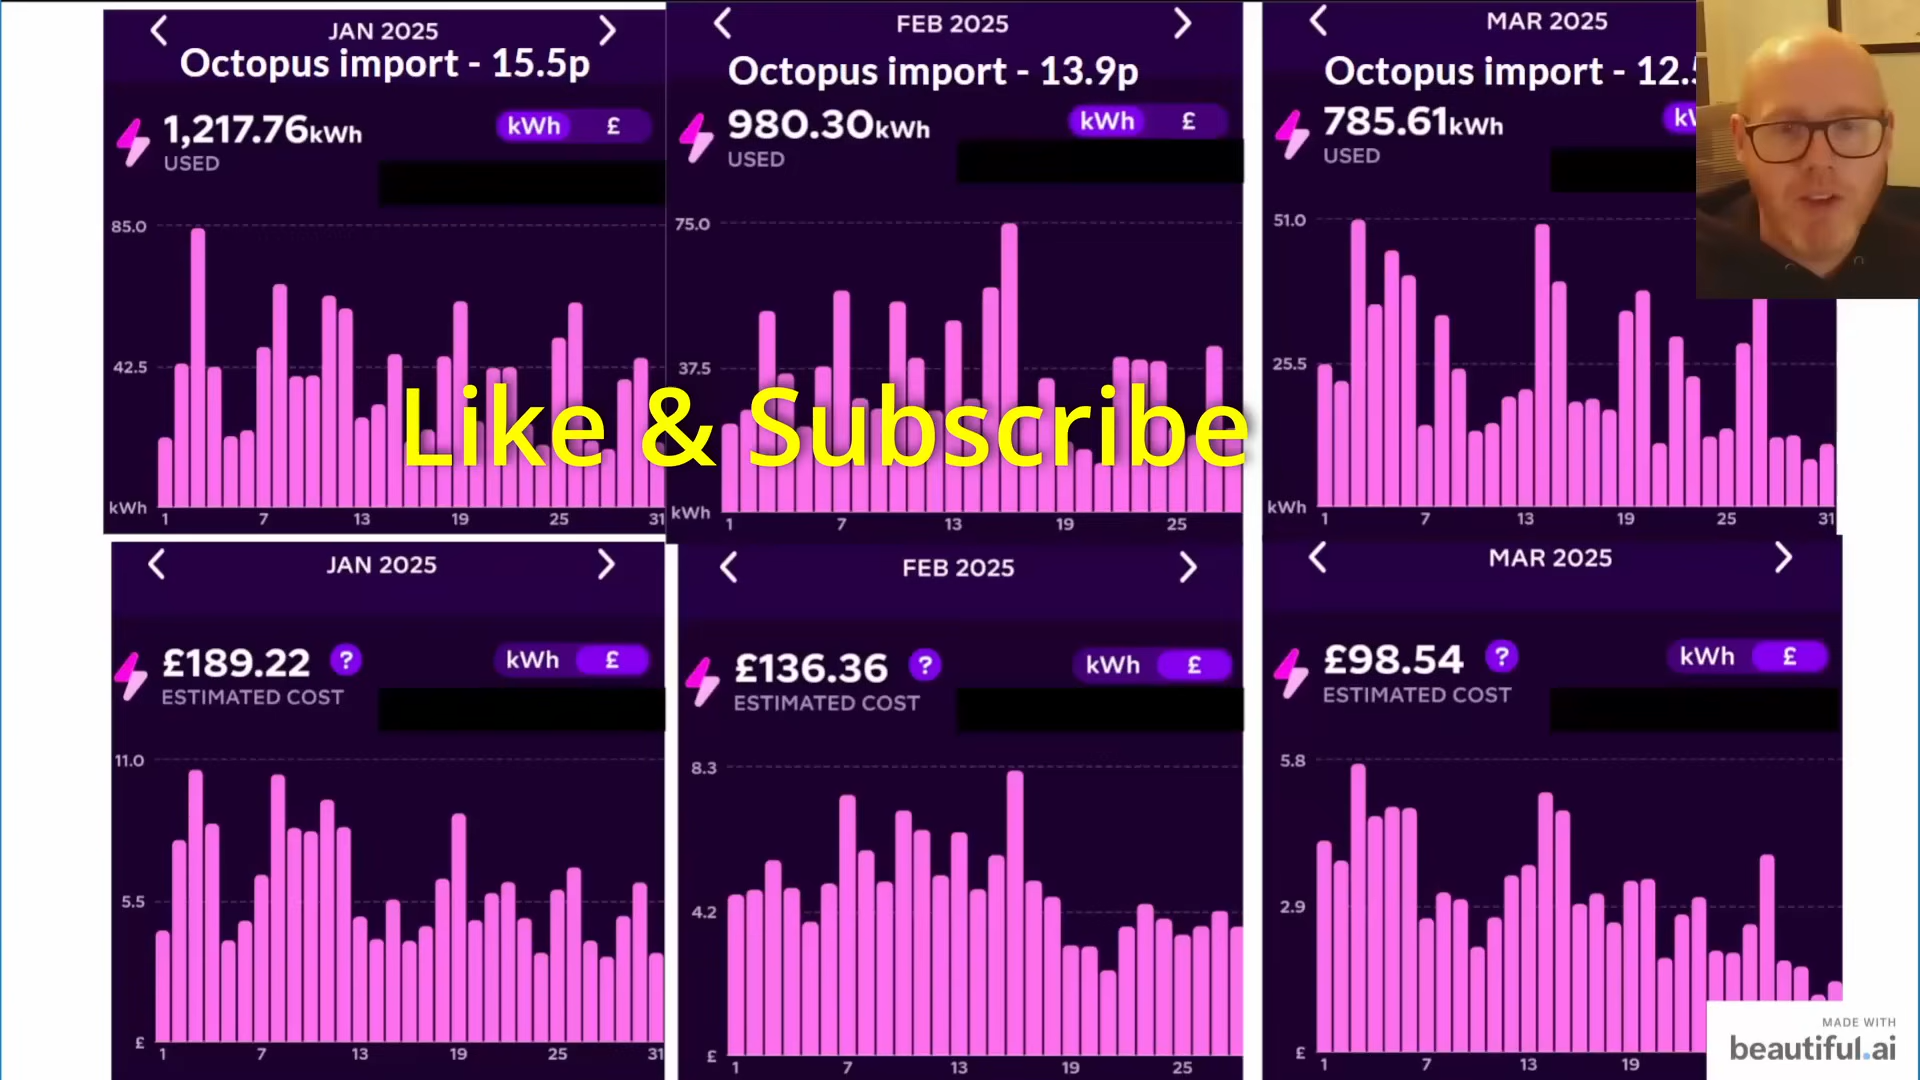 JAN 2025
Octopus import - 15.5p
1,217.76kWh
kWh £
USED
85.0
42.5
kWh
1 7 13 19 25 31
FEB 2025
Octopus import - 13.9p
980.30kWh
kWh £
USED
75.0
37.5
kWh
1 7 13 19 25
MAR 2025
Octopus import - 12.5
785.61kWh
USED
51.0
25.5
kWh
1 7 13 19 25 31
Like & Subscribe
JAN 2025
£189.22 ?
kWh £
ESTIMATED COST
11.0
5.5
£
1 7 13 19 25 31
FEB 2025
£136.36 ?
kWh £
ESTIMATED COST
8.3
4.2
£
1 7 13 19 25
MAR 2025
£98.54 ?
kWh £
ESTIMATED COST
5.8
2.9
£
1 7 13 19
MADE WITH
beautiful.ai